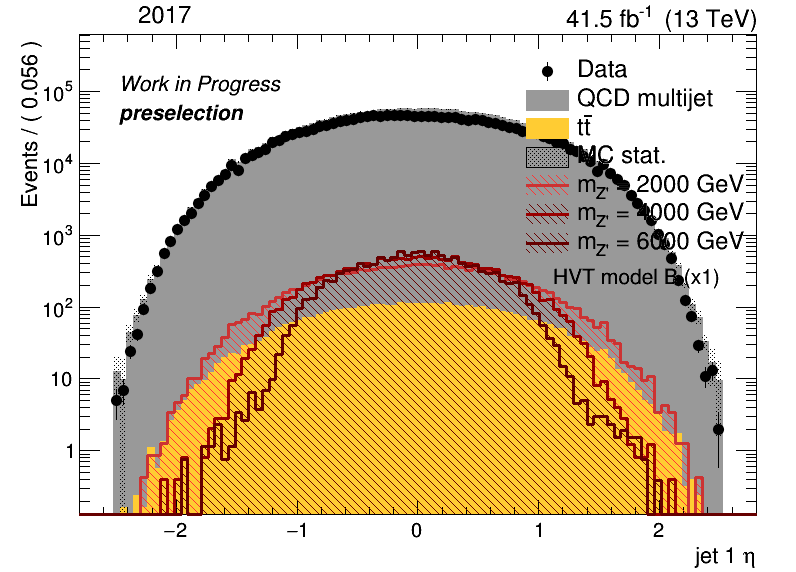 2017
41.5 fb⁻¹ (13 TeV)
Events / ( 0.056 )
10⁵
10⁴
10³
10²
10
1
Work in Progress
preselection
Data
QCD multijet
tt̄
MC stat.
m_Z' = 2000 GeV
m_Z' = 4000 GeV
m_Z' = 6000 GeV
HVT model B (x1)
−2 −1 0 1 2
jet 1 η